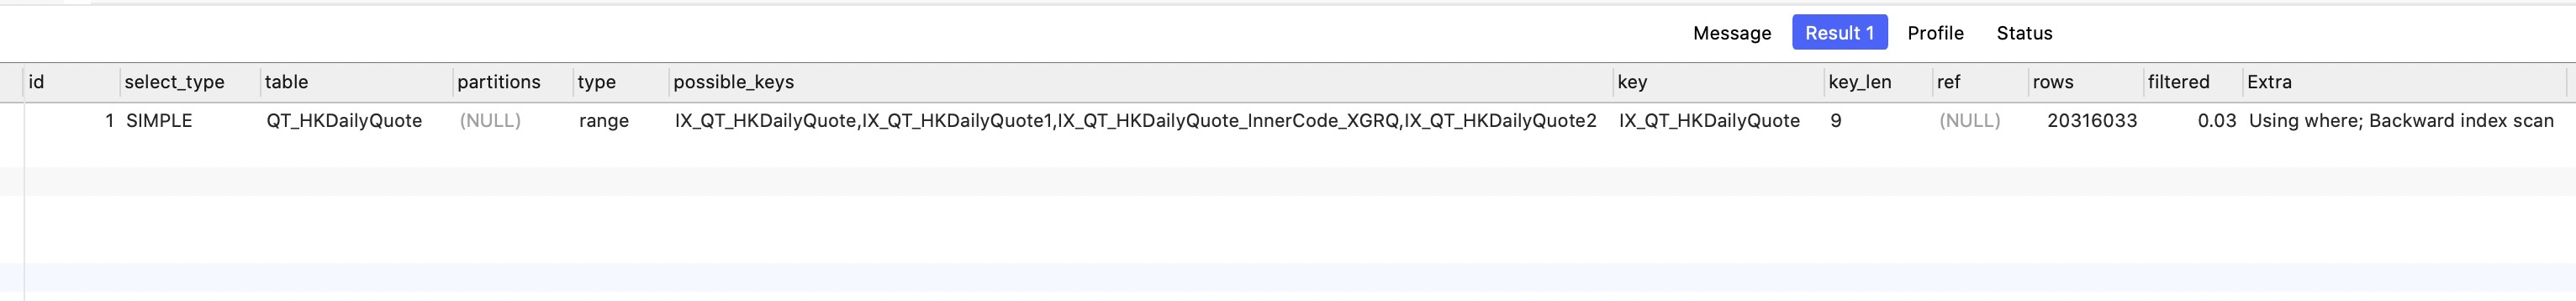 Message Result 1 Profile Status
id select_type table partitions type possible_keys key key_len ref rows filtered Extra
1 SIMPLE QT_HKDailyQuote (NULL) range IX_QT_HKDailyQuote,IX_QT_HKDailyQuote1,IX_QT_HKDailyQuote_InnerCode_XGRQ,IX_QT_HKDailyQuote2 IX_QT_HKDailyQuote 9 (NULL) 20316033 0.03 Using where; Backward index scan